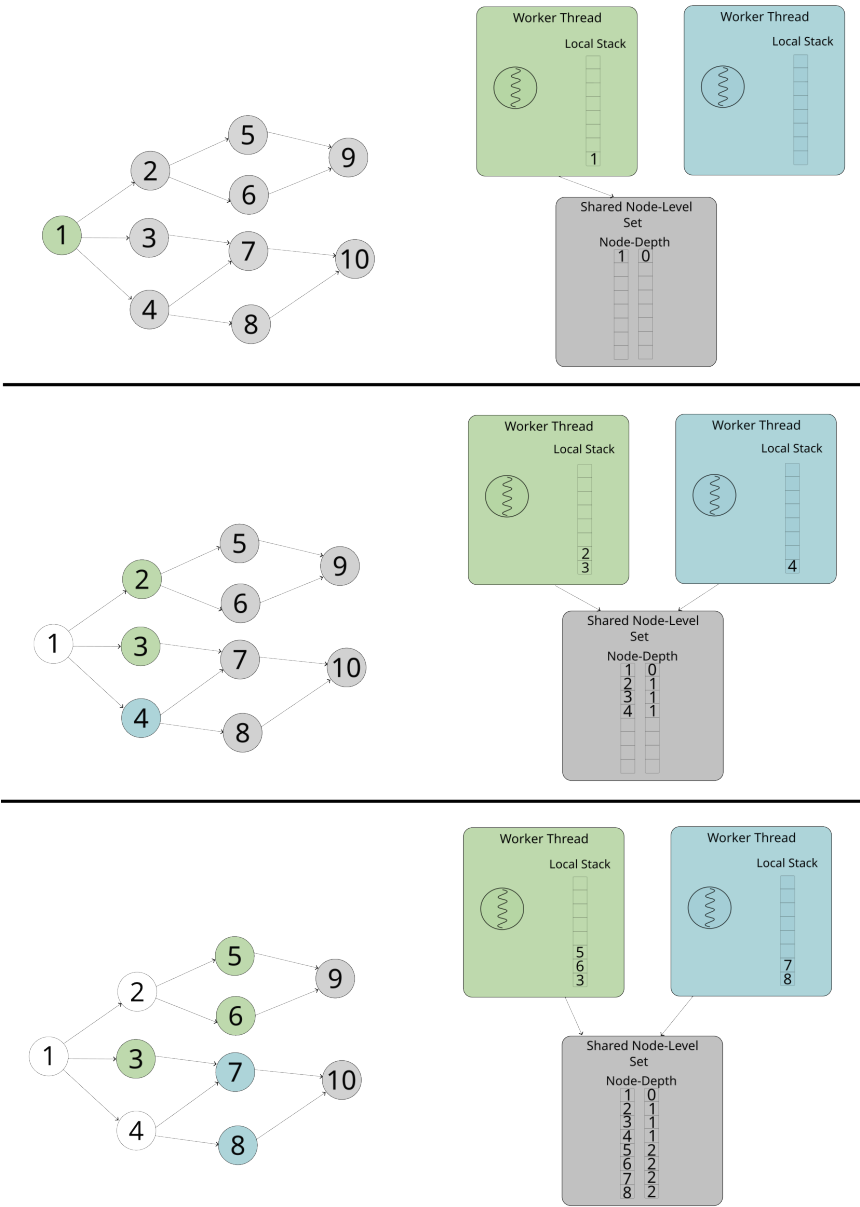 Worker Thread
Local Stack
1
Worker Thread
Local Stack
5
2
9
6
1
3
7
10
4
8
Shared Node-Level
Set
Node-Depth
1 0
Worker Thread
Local Stack
2
3
Worker Thread
Local Stack
4
5
2
9
6
1
3
7
10
4
8
Shared Node-Level
Set
Node-Depth
1 0
2 1
3 1
4 1
Worker Thread
Local Stack
5
6
3
Worker Thread
Local Stack
7
8
5
2
9
6
1
3
7
10
4
8
Shared Node-Level
Set
Node-Depth
1 0
2 1
3 1
4 1
5 2
6 2
7 2
8 2